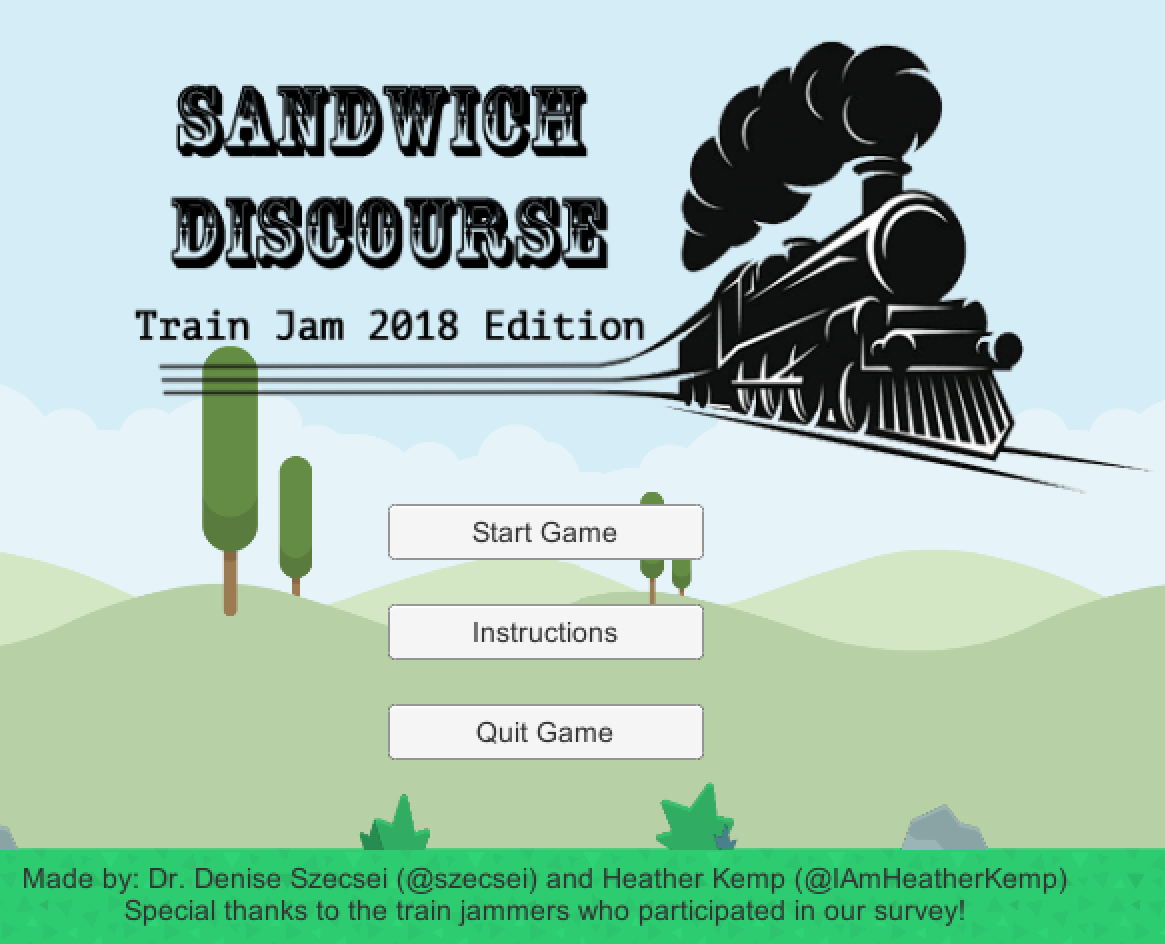 SANDWICH
DISCOURSE
Train Jam 2018 Edition
Start Game
Instructions
Quit Game
Made by: Dr. Denise Szecsei (@szecsei) and Heather Kemp (@IAmHeatherKemp)
Special thanks to the train jammers who participated in our survey!